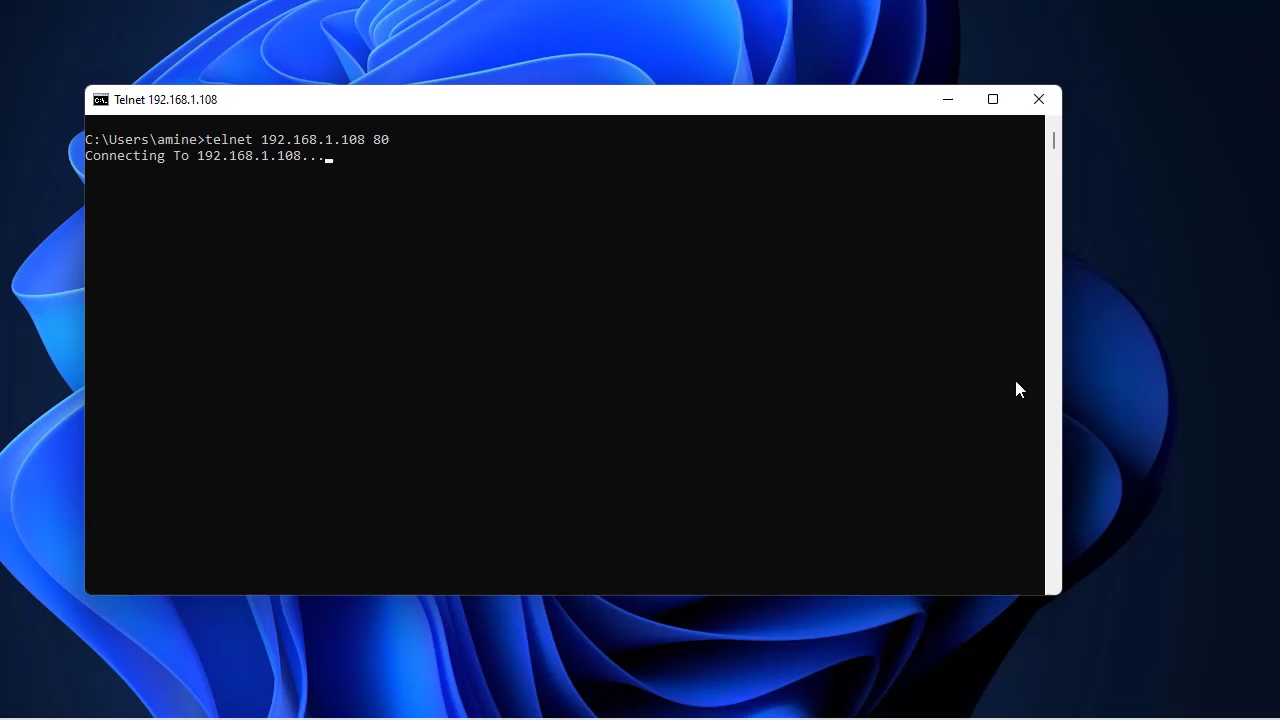 Telnet 192.168.1.108
C:\Users\amine>telnet 192.168.1.108 80
Connecting To 192.168.1.108...